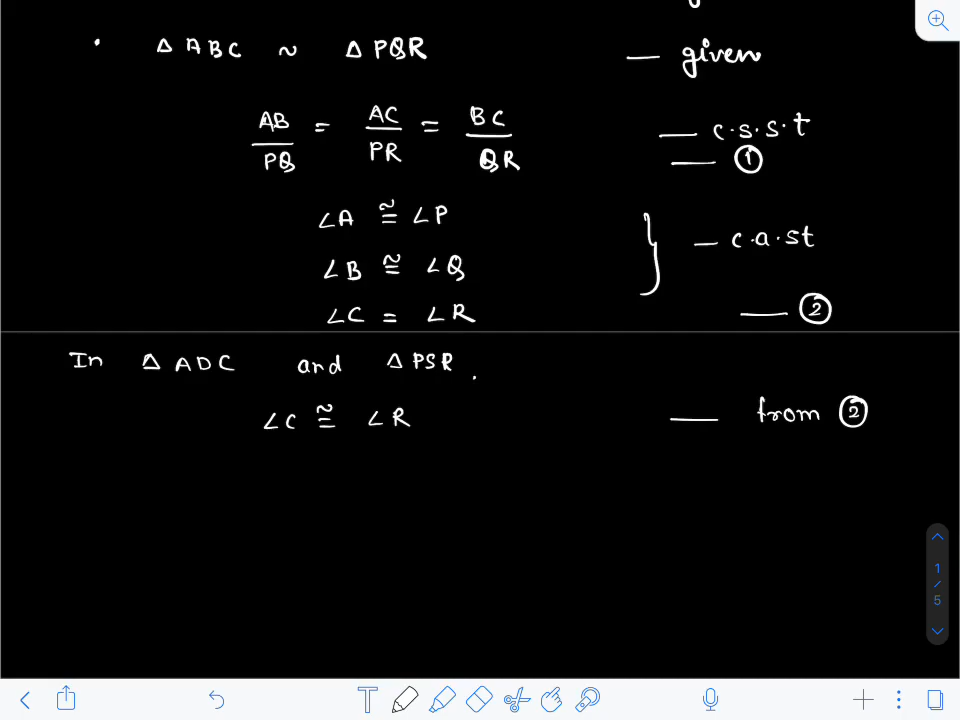 . Δ ABC ~ Δ PQR — given
AB/PQ = AC/PR = BC/QR — c.s.s.t
— ①
∠A ≅ ∠P
∠B ≅ ∠Q } — c.a.st
∠C = ∠R — ②
In Δ ADC and Δ PSR.
∠C ≅ ∠R — from ②
1
/
5
T